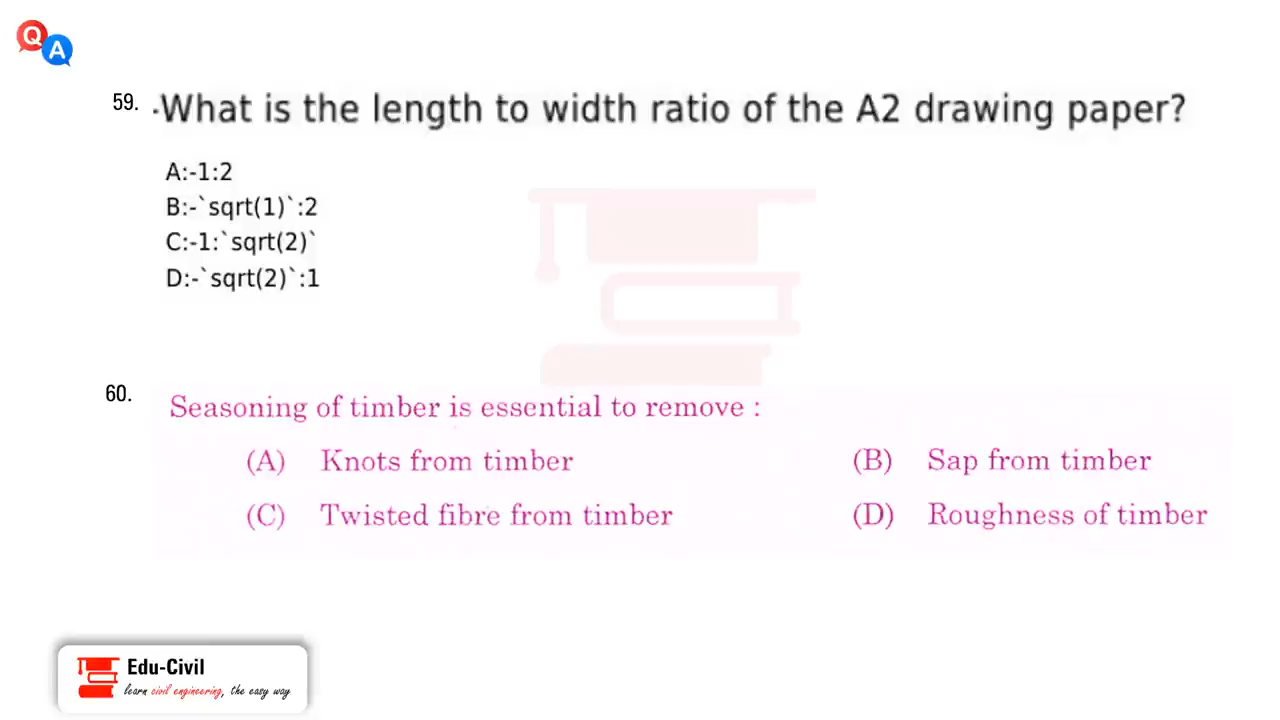 Q
A
59. -What is the length to width ratio of the A2 drawing paper?
A:-1:2
B:-`sqrt(1)`:2
C:-1:`sqrt(2)`
D:-`sqrt(2)`:1
60. Seasoning of timber is essential to remove :
(A) Knots from timber (B) Sap from timber
(C) Twisted fibre from timber (D) Roughness of timber
Edu-Civil
learn civil engineering, the easy way